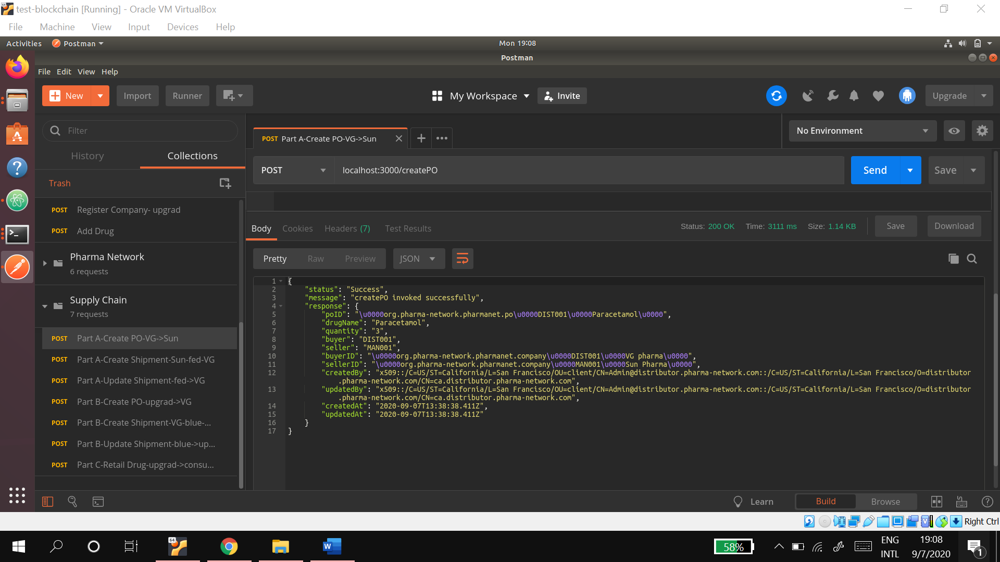 test-blockchain [Running] - Oracle VM VirtualBox
File Machine View Input Devices Help
Activities Postman Mon 19:08
Postman
File Edit View Help
New Import Runner My Workspace Invite Upgrade
Filter
History Collections
Trash
POST Register Company- upgrad
POST Add Drug
Pharma Network
6 requests
Supply Chain
7 requests
POST Part A-Create PO-VG->Sun
POST Part A-Create Shipment-Sun-fed-VG
POST Part A-Update Shipment-fed->VG
POST Part B-Create PO-upgrad->VG
POST Part B-Create Shipment-VG-blue-...
POST Part B-Update Shipment-blue->up...
POST Part C-Retail Drug-upgrad->consu...
POST Part A-Create PO-VG->Sun
No Environment
POST localhost:3000/createPO Send Save
Body Cookies Headers (7) Test Results Status: 200 OK Time: 3111 ms Size: 1.14 KB Save Download
Pretty Raw Preview JSON
1 {
2 "status": "Success",
3 "message": "createPO invoked successfully",
4 "response": {
5 "poID": "\u0000org.pharma-network.pharmanet.po\u0000DIST001\u0000Paracetamol\u0000",
6 "drugName": "Paracetamol",
7 "quantity": "3",
8 "buyer": "DIST001",
9 "seller": "MAN001",
10 "buyerID": "\u0000org.pharma-network.pharmanet.company\u0000DIST001\u0000VG pharma\u0000",
11 "sellerID": "\u0000org.pharma-network.pharmanet.company\u0000MAN001\u0000Sun Pharma\u0000",
12 "createdBy": "x509::/C=US/ST=California/L=San Francisco/OU=client/CN=Admin@distributor.pharma-network.com::/C=US/ST=California/L=San Francisco/O=distributor
.pharma-network.com/CN=ca.distributor.pharma-network.com",
13 "updatedBy": "x509::/C=US/ST=California/L=San Francisco/OU=client/CN=Admin@distributor.pharma-network.com::/C=US/ST=California/L=San Francisco/O=distributor
.pharma-network.com/CN=ca.distributor.pharma-network.com",
14 "createdAt": "2020-09-07T13:38:38.411Z",
15 "updatedAt": "2020-09-07T13:38:38.411Z"
16 }
17 }
Learn Build Browse
Right Ctrl
64
58%
ENG
INTL
19:08
9/7/2020
1